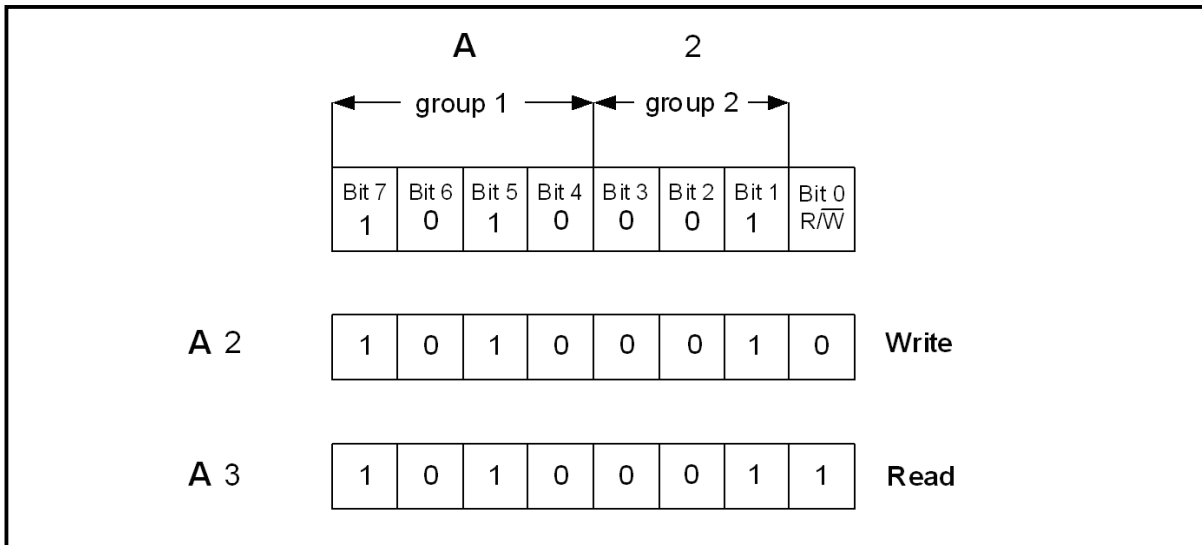 A 2
group 1 group 2
Bit 7 Bit 6 Bit 5 Bit 4 Bit 3 Bit 2 Bit 1 Bit 0
1 0 1 0 0 0 1 R/W̅
A 2 1 0 1 0 0 0 1 0 Write
A 3 1 0 1 0 0 0 1 1 Read